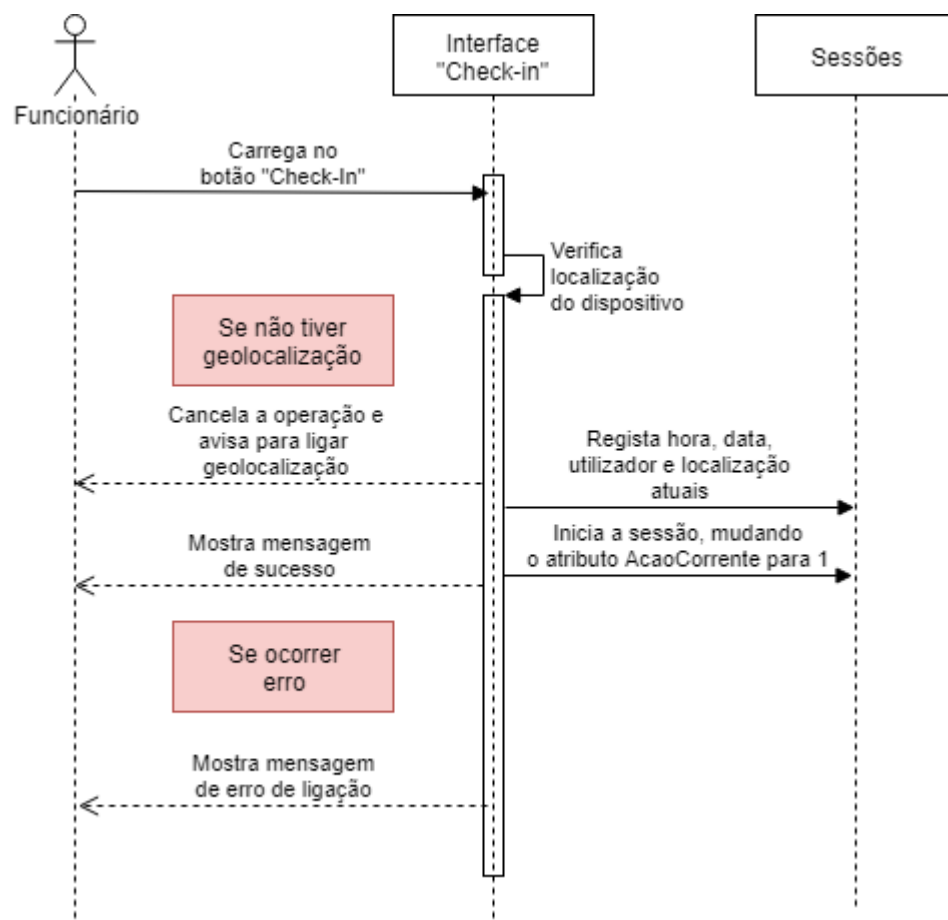 Funcionário
Interface
"Check-in"
Sessões
Carrega no
botão "Check-In"
Verifica
localização
do dispositivo
Se não tiver
geolocalização
Cancela a operação e
avisa para ligar
geolocalização
Regista hora, data,
utilizador e localização
atuais
Inicia a sessão, mudando
o atributo AcaoCorrente para 1
Mostra mensagem
de sucesso
Se ocorrer
erro
Mostra mensagem
de erro de ligação